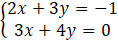 2x + 3y = −1
3x + 4y = 0